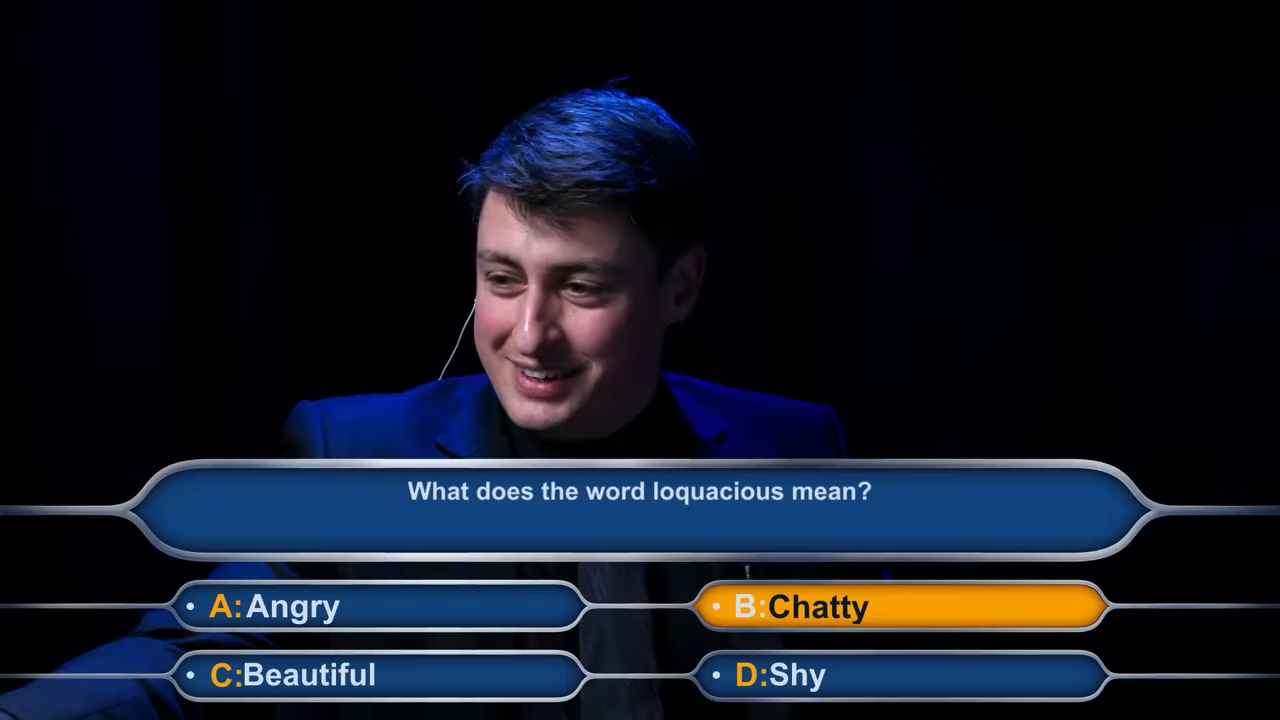 What does the word loquacious mean?
• A: Angry
• B: Chatty
• C: Beautiful
• D: Shy